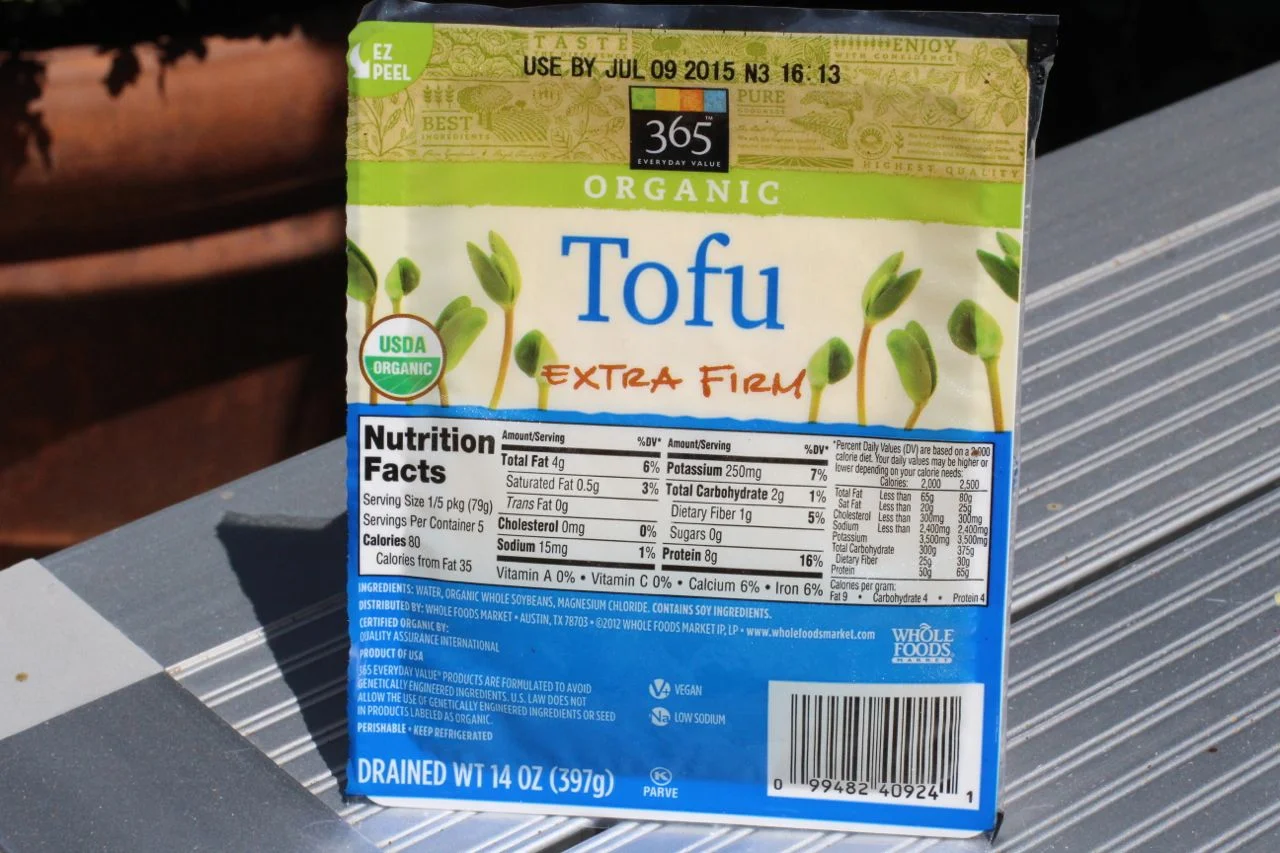 EZ
PEEL
TASTE
ENJOY
WITH CONFIDENCE
USE BY JUL 09 2015 N3 16:13
BEST
INGREDIENTS
PURE
365™
EVERYDAY VALUE
HIGHEST QUALITY
ORGANIC
Tofu
EXTRA FIRM
USDA
ORGANIC
Nutrition
Facts
Serving Size 1/5 pkg (79g)
Servings Per Container 5
Calories 80
Calories from Fat 35
Amount/Serving %DV*
Total Fat 4g 6%
Saturated Fat 0.5g 3%
Trans Fat 0g
Cholesterol 0mg 0%
Sodium 15mg 1%
Amount/Serving %DV*
Potassium 250mg 7%
Total Carbohydrate 2g 1%
Dietary Fiber 1g 5%
Sugars 0g
Protein 8g 16%
Vitamin A 0% • Vitamin C 0% • Calcium 6% • Iron 6%
*Percent Daily Values (DV) are based on a 2,000
calorie diet. Your daily values may be higher or
lower depending on your calorie needs:
Calories: 2,000 2,500
Total Fat Less than 65g 80g
Sat Fat Less than 20g 25g
Cholesterol Less than 300mg 300mg
Sodium Less than 2,400mg 2,400mg
Potassium 3,500mg 3,500mg
Total Carbohydrate 300g 375g
Dietary Fiber 25g 30g
Protein 50g 65g
Calories per gram:
Fat 9 • Carbohydrate 4 • Protein 4
INGREDIENTS: WATER, ORGANIC WHOLE SOYBEANS, MAGNESIUM CHLORIDE. CONTAINS SOY INGREDIENTS.
DISTRIBUTED BY: WHOLE FOODS MARKET • AUSTIN, TX 78703 • ©2012 WHOLE FOODS MARKET IP, LP • www.wholefoodsmarket.com
CERTIFIED ORGANIC BY:
QUALITY ASSURANCE INTERNATIONAL
PRODUCT OF USA
365 EVERYDAY VALUE® PRODUCTS ARE FORMULATED TO AVOID
GENETICALLY ENGINEERED INGREDIENTS. U.S. LAW DOES NOT
ALLOW THE USE OF GENETICALLY ENGINEERED INGREDIENTS OR SEED
IN PRODUCTS LABELED AS ORGANIC.
PERISHABLE • KEEP REFRIGERATED
WHOLE
FOODS
MARKET
V VEGAN
Na LOW SODIUM
DRAINED WT 14 OZ (397g)
K
PARVE
0 99482 40924 1